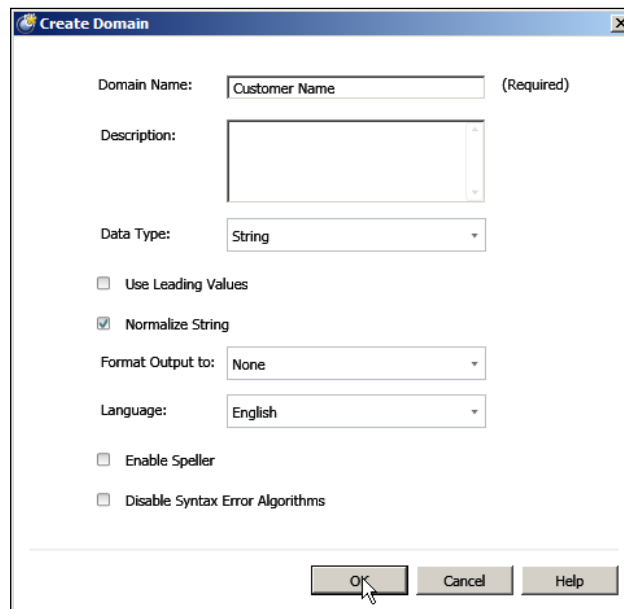 Create Domain
Domain Name: Customer Name (Required)
Description:
Data Type: String
Use Leading Values
Normalize String
Format Output to: None
Language: English
Enable Speller
Disable Syntax Error Algorithms
OK Cancel Help